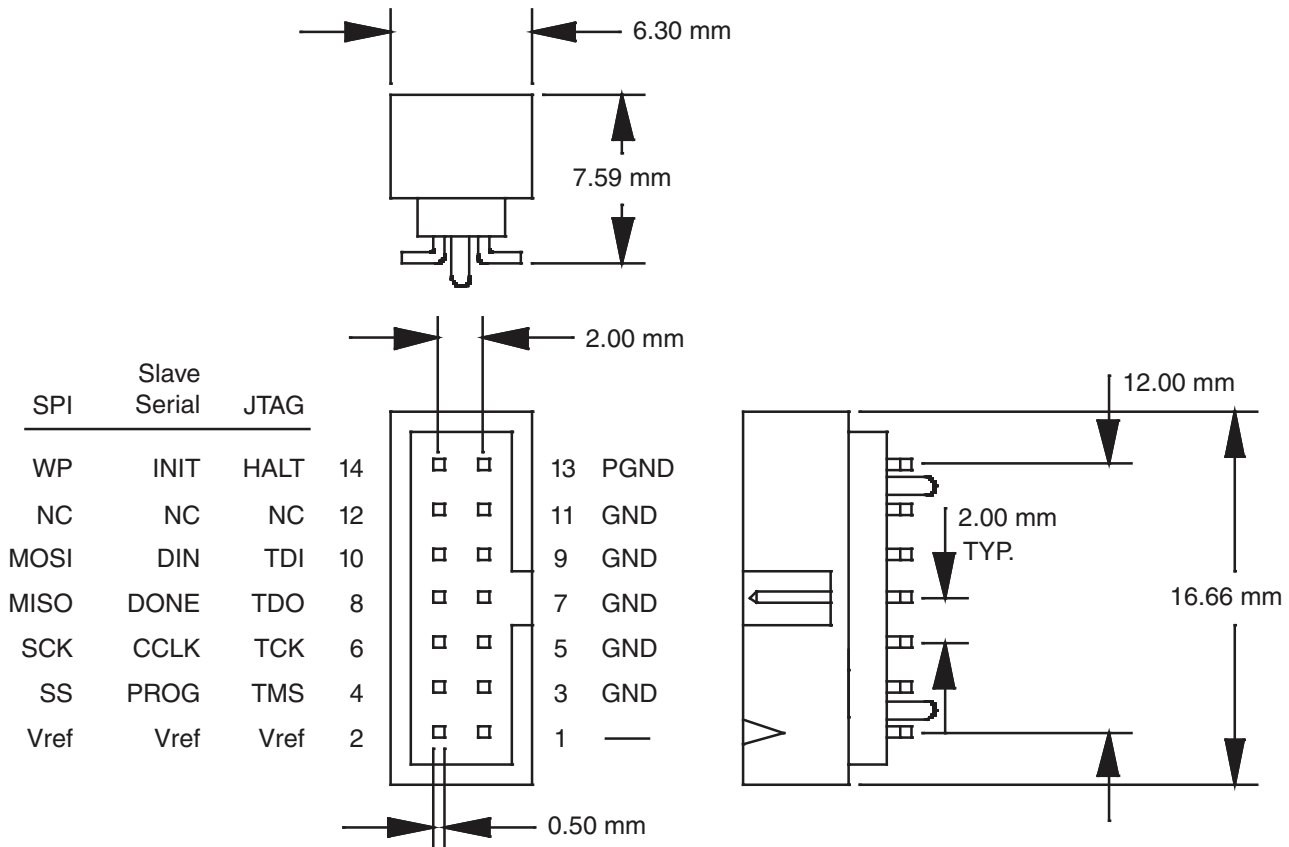 6.30 mm
7.59 mm
2.00 mm
Slave
SPI Serial JTAG
WP INIT HALT 14 13 PGND
NC NC NC 12 11 GND
MOSI DIN TDI 10 9 GND
MISO DONE TDO 8 7 GND
SCK CCLK TCK 6 5 GND
SS PROG TMS 4 3 GND
Vref Vref Vref 2 1 —
0.50 mm
12.00 mm
2.00 mm
TYP.
16.66 mm